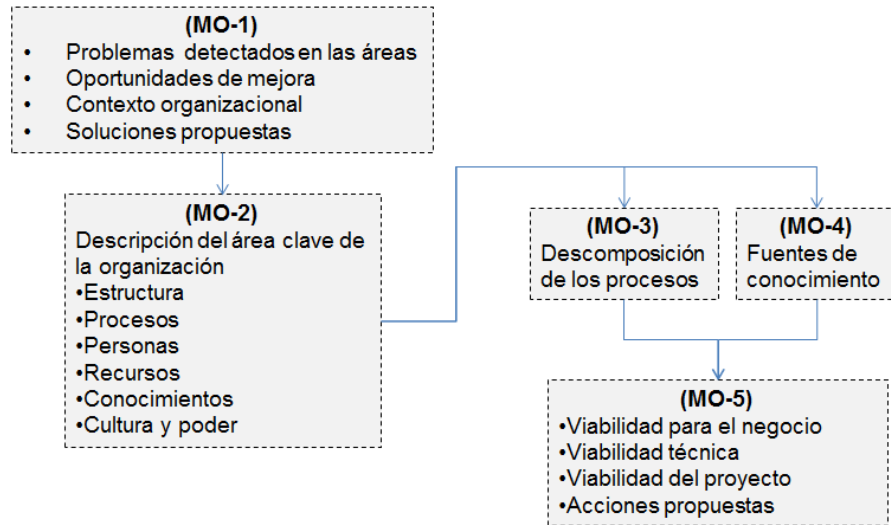 (MO-1)
• Problemas detectados en las áreas
• Oportunidades de mejora
• Contexto organizacional
• Soluciones propuestas
(MO-2)
Descripción del área clave de
la organización
•Estructura
•Procesos
•Personas
•Recursos
•Conocimientos
•Cultura y poder
(MO-3)
Descomposición
de los procesos
(MO-4)
Fuentes de
conocimiento
(MO-5)
•Viabilidad para el negocio
•Viabilidad técnica
•Viabilidad del proyecto
•Acciones propuestas